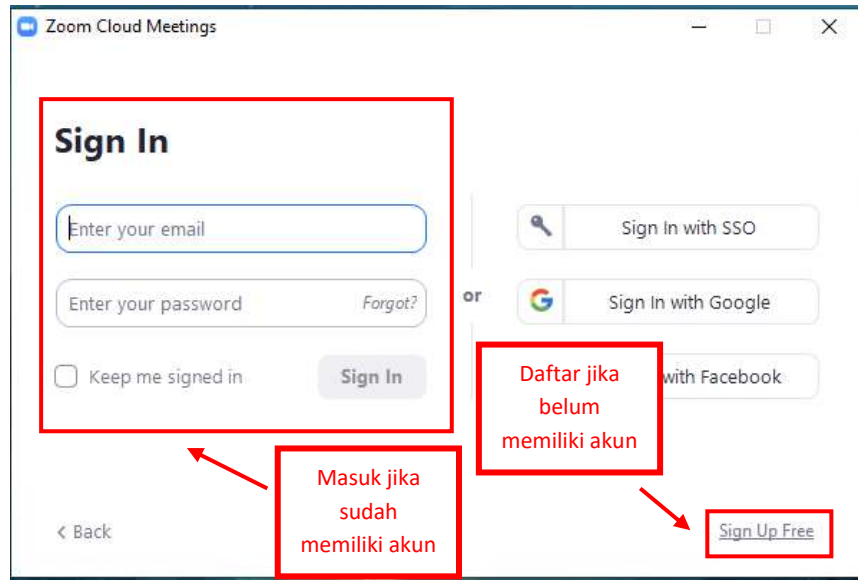 Zoom Cloud Meetings
Sign In
Enter your email
Sign In with SSO
Enter your password Forgot?
or
Sign In with Google
Keep me signed in Sign In
with Facebook
Daftar jika
belum
memiliki akun
Masuk jika
sudah
memiliki akun
< Back
Sign Up Free